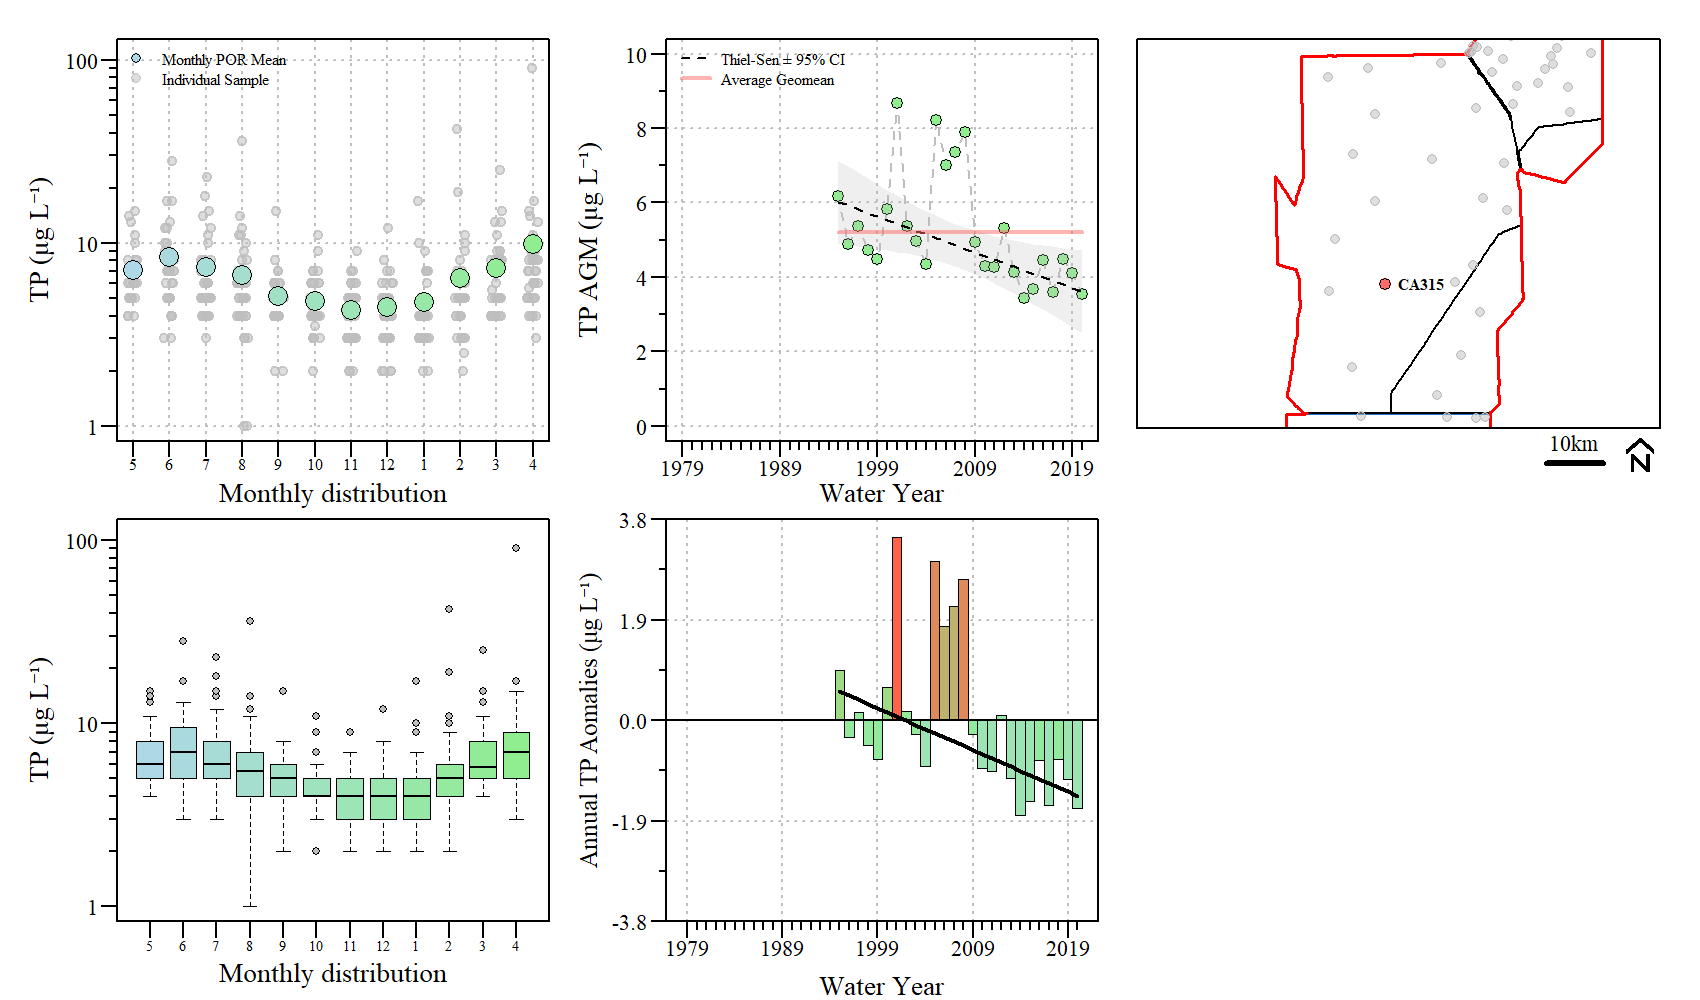 100
10
1
TP (µg L⁻¹)
Monthly POR Mean
Individual Sample
5 6 7 8 9 10 11 12 1 2 3 4
Monthly distribution
10
8
6
4
2
0
TP AGM (µg L⁻¹)
Thiel-Sen ± 95% CI
Average Geomean
1979 1989 1999 2009 2019
Water Year
CA315
10km
N
100
10
1
TP (µg L⁻¹)
5 6 7 8 9 10 11 12 1 2 3 4
Monthly distribution
3.8
1.9
0.0
-1.9
-3.8
Annual TP Aomalies (µg L⁻¹)
1979 1989 1999 2009 2019
Water Year